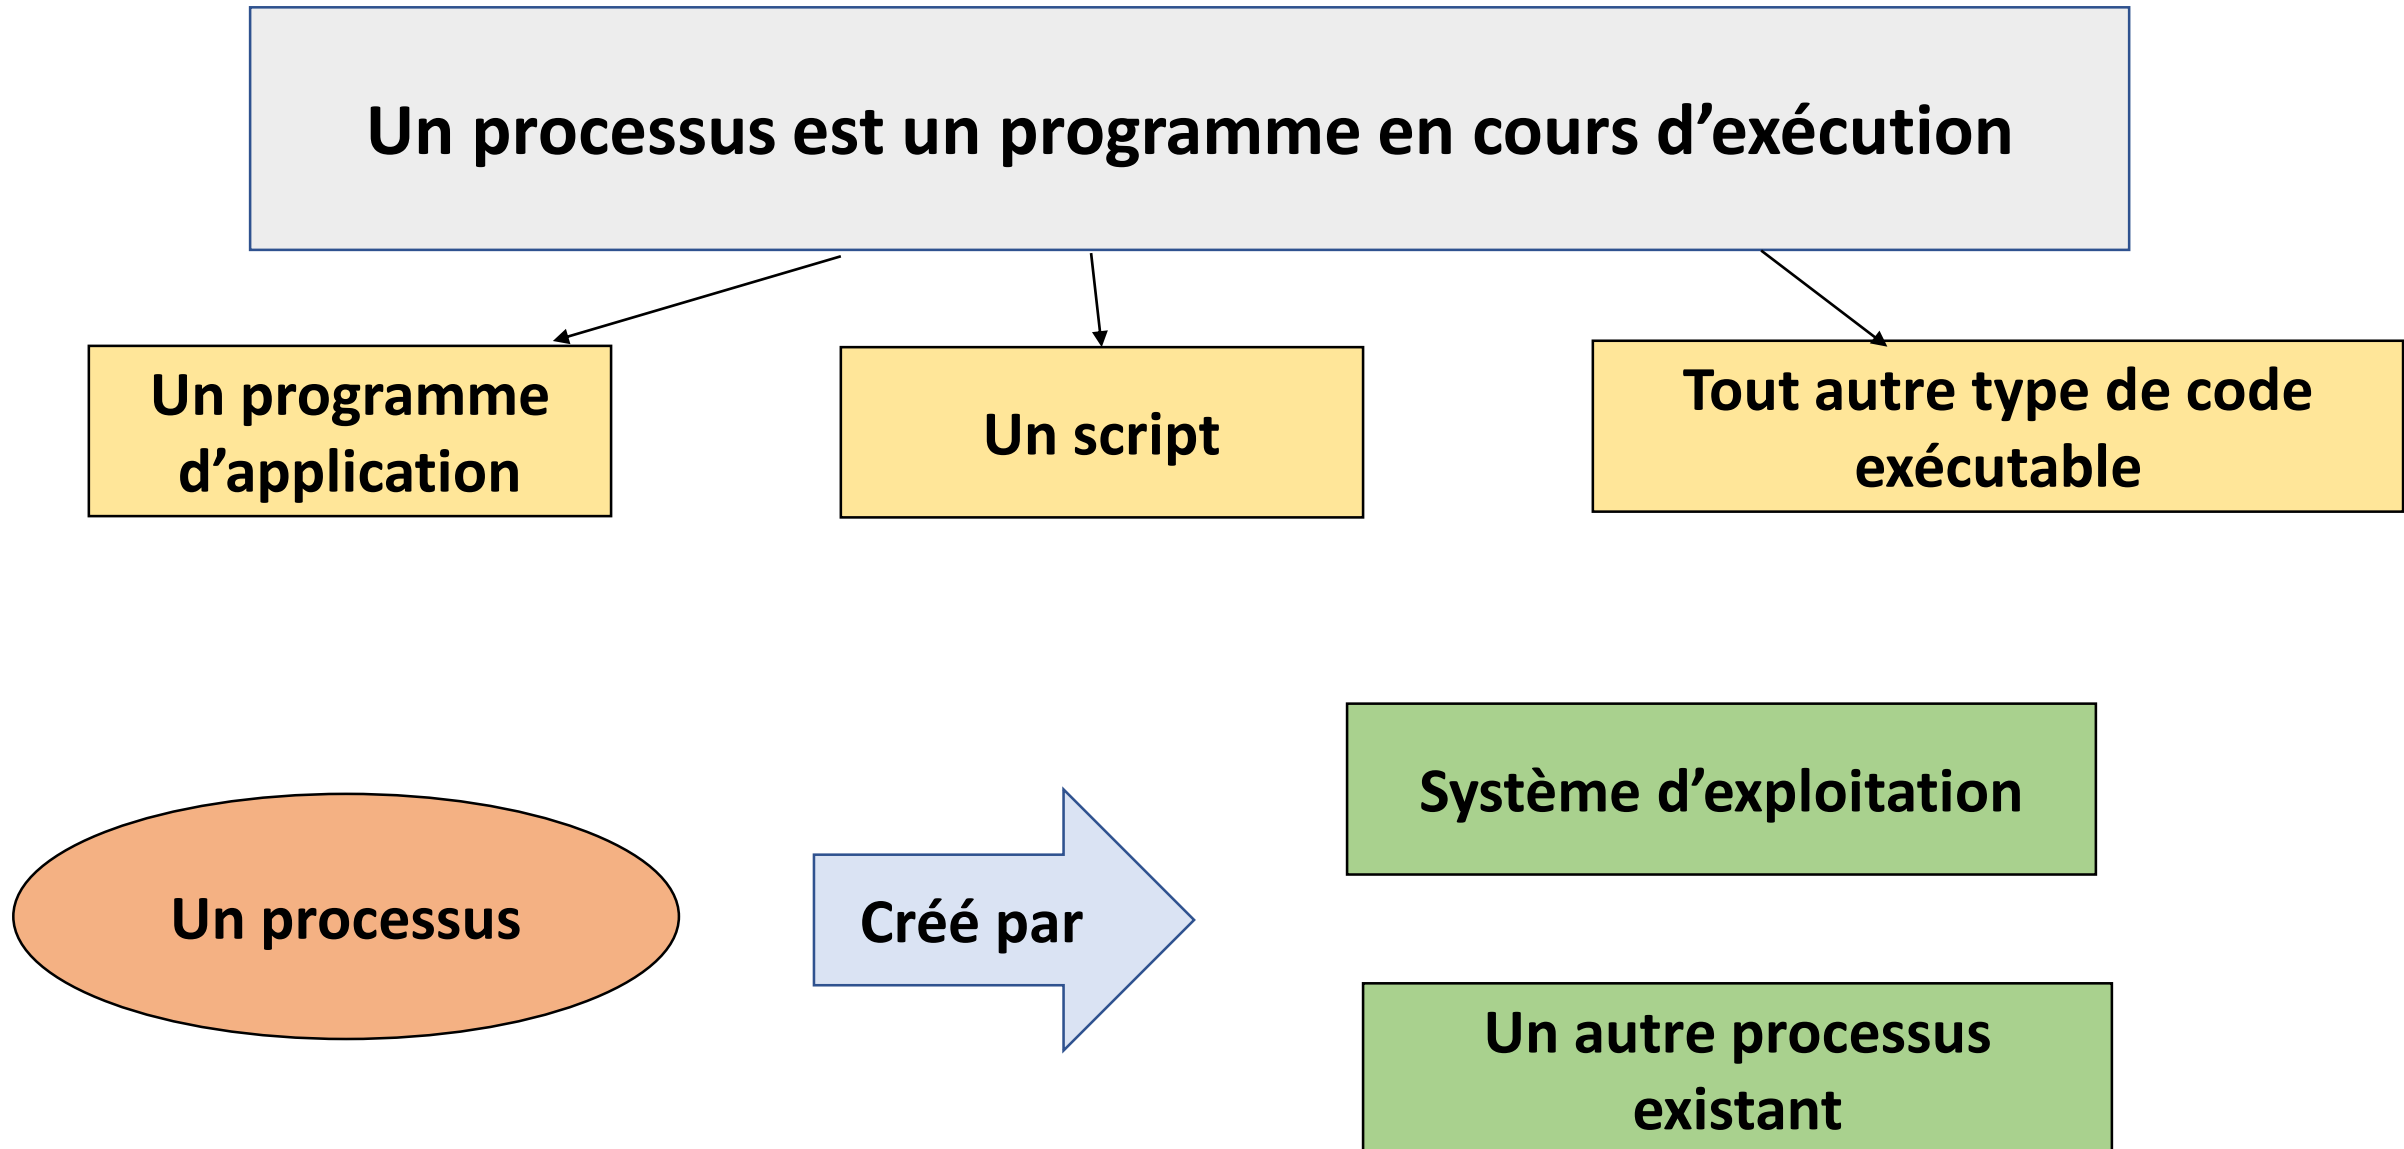 Un processus est un programme en cours d’exécution
Un programme
d’application
Un script
Tout autre type de code
exécutable
Un processus
Créé par
Système d’exploitation
Un autre processus
existant